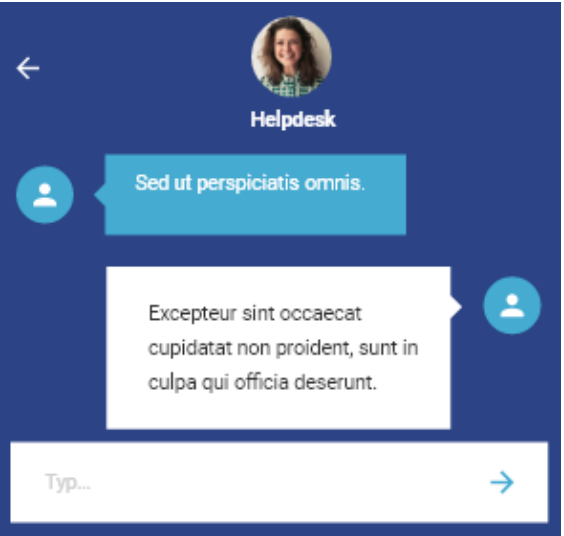 Helpdesk
Sed ut perspiciatis omnis.
Excepteur sint occaecat
cupidatat non proident, sunt in
culpa qui officia deserunt.
Typ...